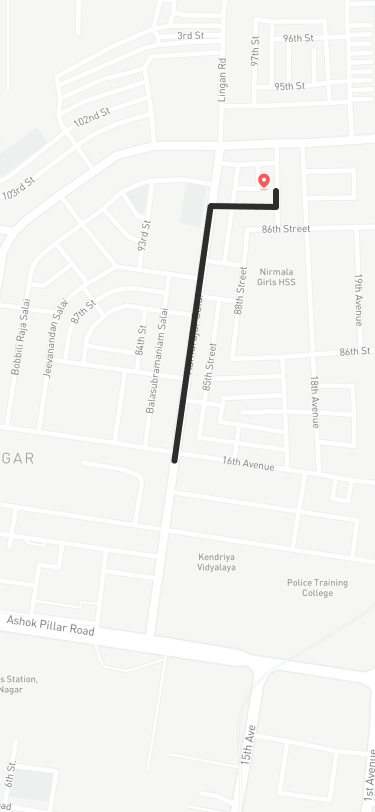 3rd St
97th St
96th St
Lingan Rd
95th St
102nd St
103rd St
93rd St
86th Street
Nirmala
Girls HSS
88th Street
19th Avenue
Bobbili Raja Salai
Jeevanandan Salai
87th St
84th St
Balasubramaniam Salai
85th Street
86th St
18th Avenue
GAR
16th Avenue
Kendriya
Vidyalaya
Police Training
College
Ashok Pillar Road
s Station,
Nagar
15th Ave
1st Avenue
6th St.
oad